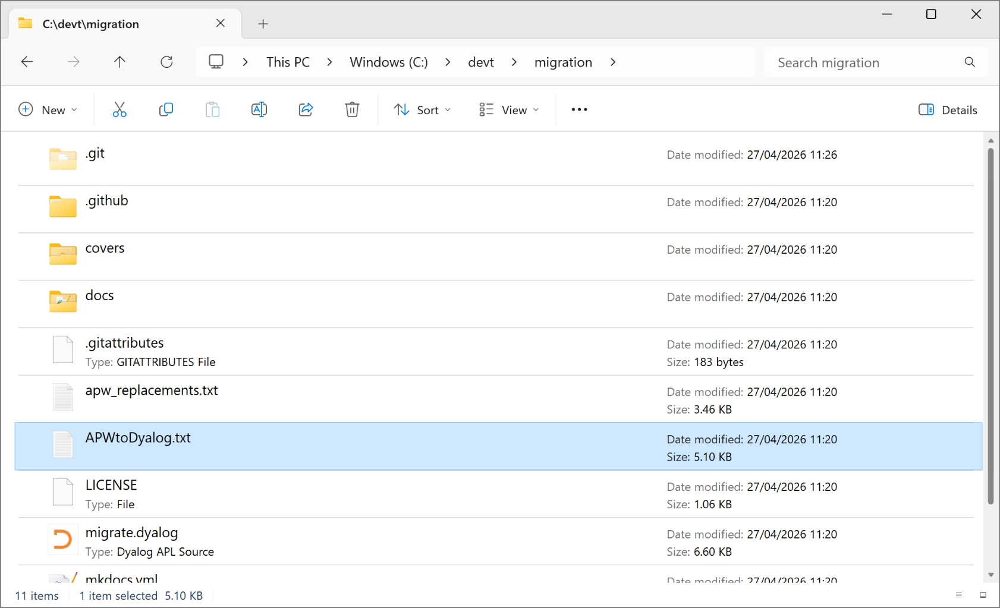 C:\devt\migration
This PC Windows (C:) devt migration
Search migration
New Sort View Details
.git
Date modified: 27/04/2026 11:26
.github
Date modified: 27/04/2026 11:20
covers
Date modified: 27/04/2026 11:20
docs
Date modified: 27/04/2026 11:20
.gitattributes
Date modified: 27/04/2026 11:20
Type: GITATTRIBUTES File
Size: 183 bytes
apw_replacements.txt
Date modified: 27/04/2026 11:20
Size: 3.46 KB
APWtoDyalog.txt
Date modified: 27/04/2026 11:20
Size: 5.10 KB
LICENSE
Date modified: 27/04/2026 11:20
Type: File
Size: 1.06 KB
migrate.dyalog
Date modified: 27/04/2026 11:20
Type: Dyalog APL Source
Size: 6.60 KB
mkdocs.yml
Date modified: 27/04/2026 11:20
11 items 1 item selected 5.10 KB